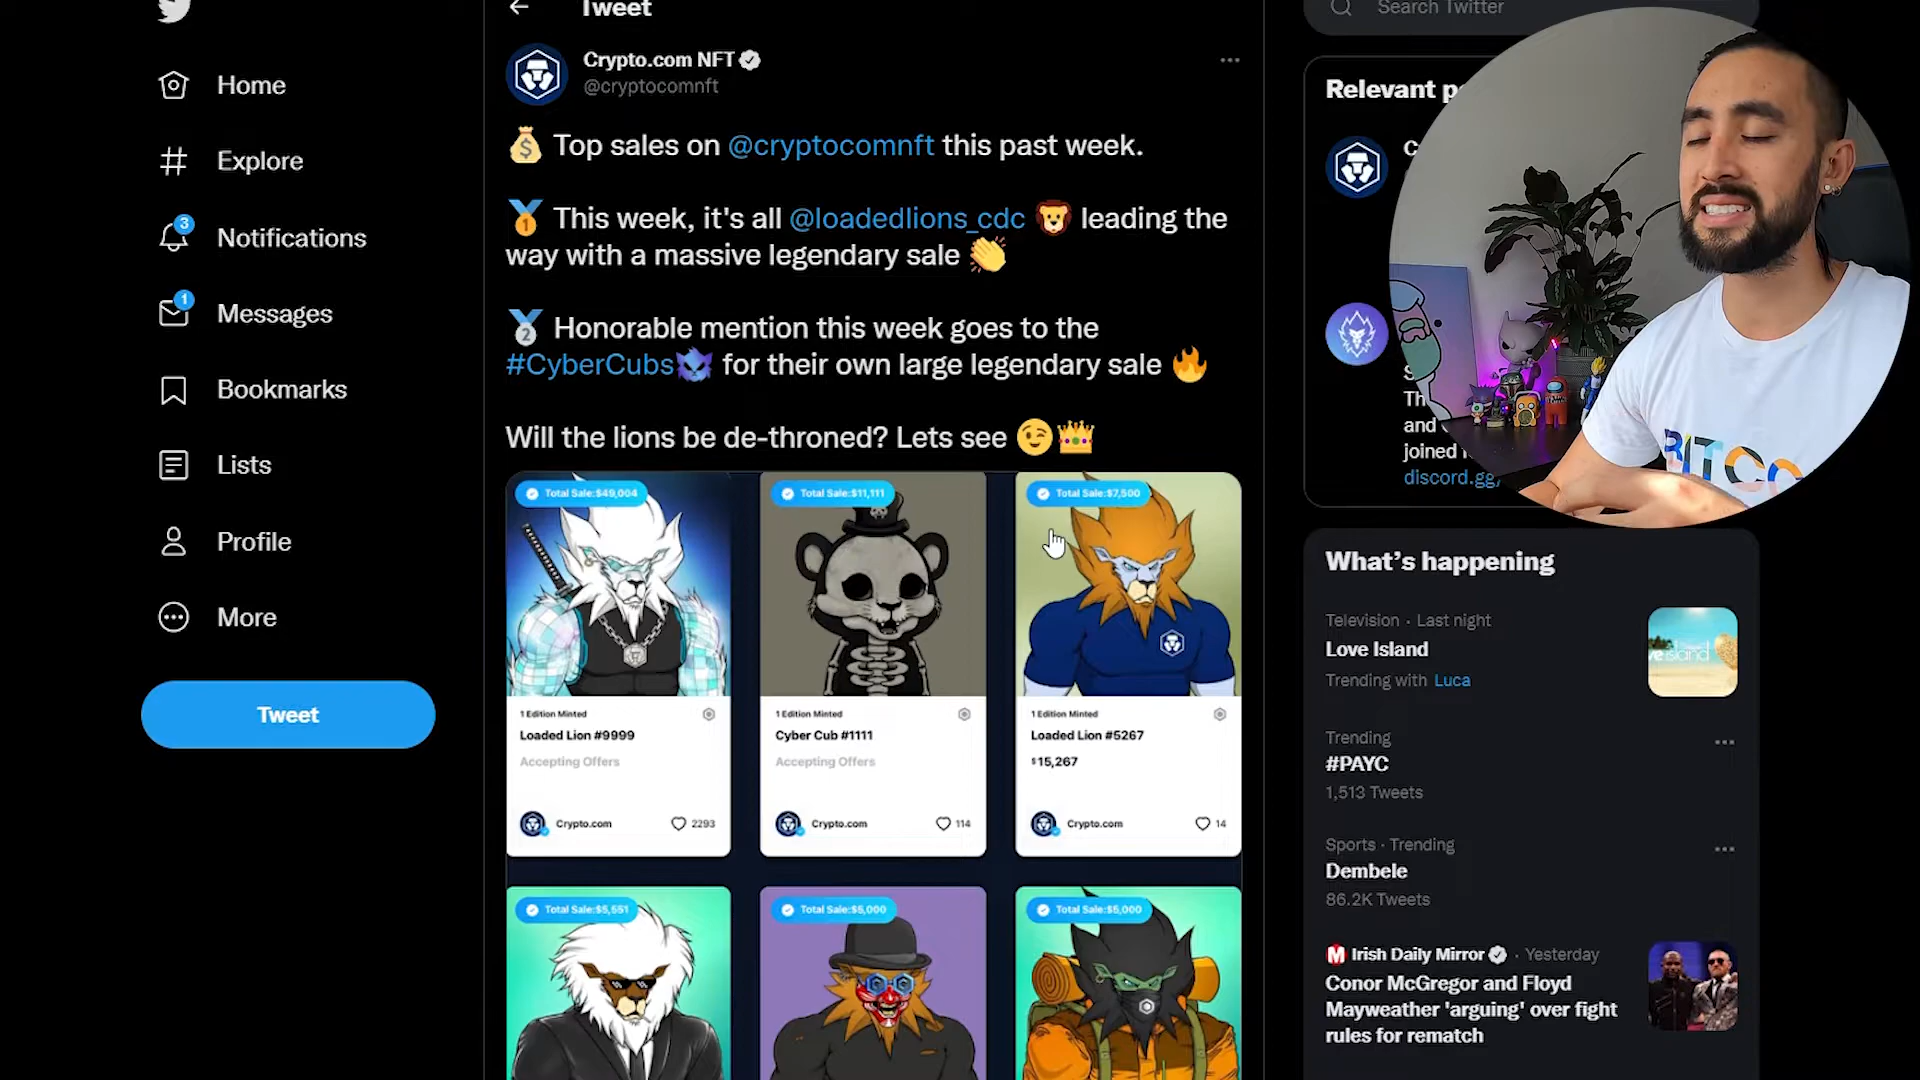 Home
Explore
3
Notifications
1
Messages
Bookmarks
Lists
Profile
More
Tweet
Tweet
Crypto.com NFT
@cryptocomnft
Top sales on @cryptocomnft this past week.
This week, it's all @loadedlions_cdc leading the
way with a massive legendary sale
Honorable mention this week goes to the
#CyberCubs for their own large legendary sale
Will the lions be de-throned? Lets see
Total Sale:$49,004
Total Sale:$11,111
Total Sale:$7,500
1 Edition Minted
Loaded Lion #9999
Accepting Offers
Crypto.com
2293
1 Edition Minted
Cyber Cub #1111
Accepting Offers
Crypto.com
114
1 Edition Minted
Loaded Lion #5267
$15,267
Crypto.com
14
Total Sale:$5,551
Total Sale:$5,000
Total Sale:$5,000
Search Twitter
Relevant
and
joined
discord.gg/
BITCO
What's happening
Television · Last night
Love Island
Trending with Luca
island
Trending
#PAYC
1,513 Tweets
Sports · Trending
Dembele
86.2K Tweets
Irish Daily Mirror · Yesterday
Conor McGregor and Floyd
Mayweather 'arguing' over fight
rules for rematch